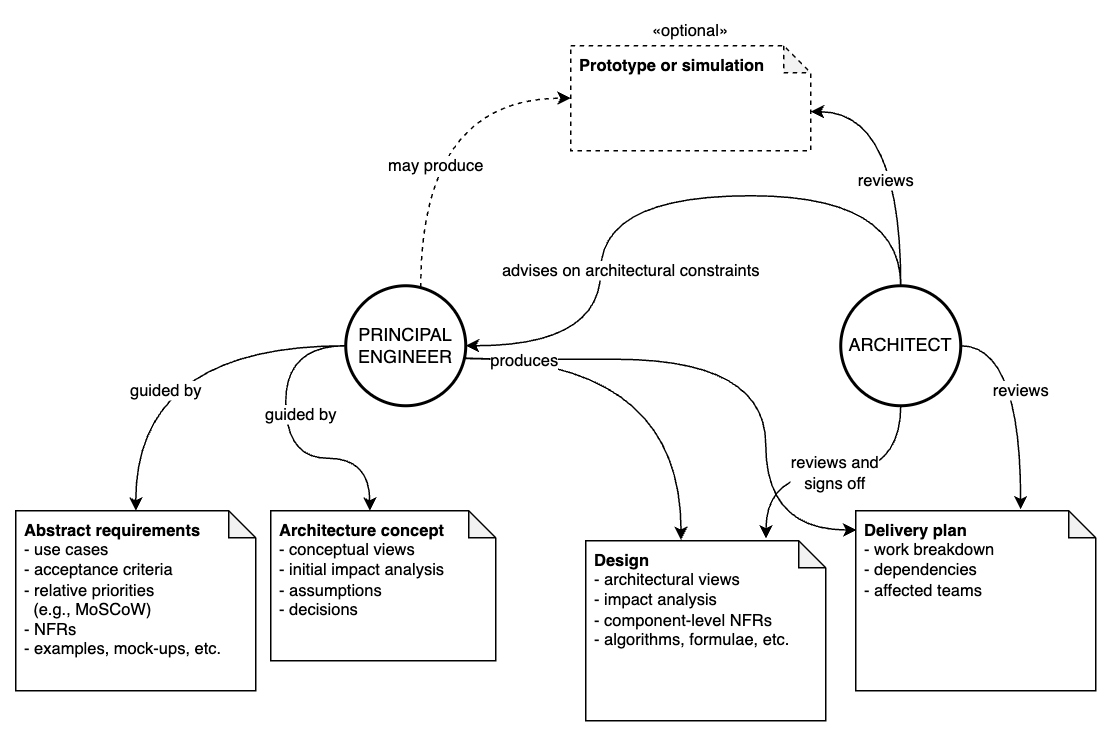 «optional»
Prototype or simulation
may produce
reviews
advises on architectural constraints
PRINCIPAL
ENGINEER
ARCHITECT
produces
guided by
guided by
reviews
reviews and
signs off
Abstract requirements
- use cases
- acceptance criteria
- relative priorities
(e.g., MoSCoW)
- NFRs
- examples, mock-ups, etc.
Architecture concept
- conceptual views
- initial impact analysis
- assumptions
- decisions
Design
- architectural views
- impact analysis
- component-level NFRs
- algorithms, formulae, etc.
Delivery plan
- work breakdown
- dependencies
- affected teams